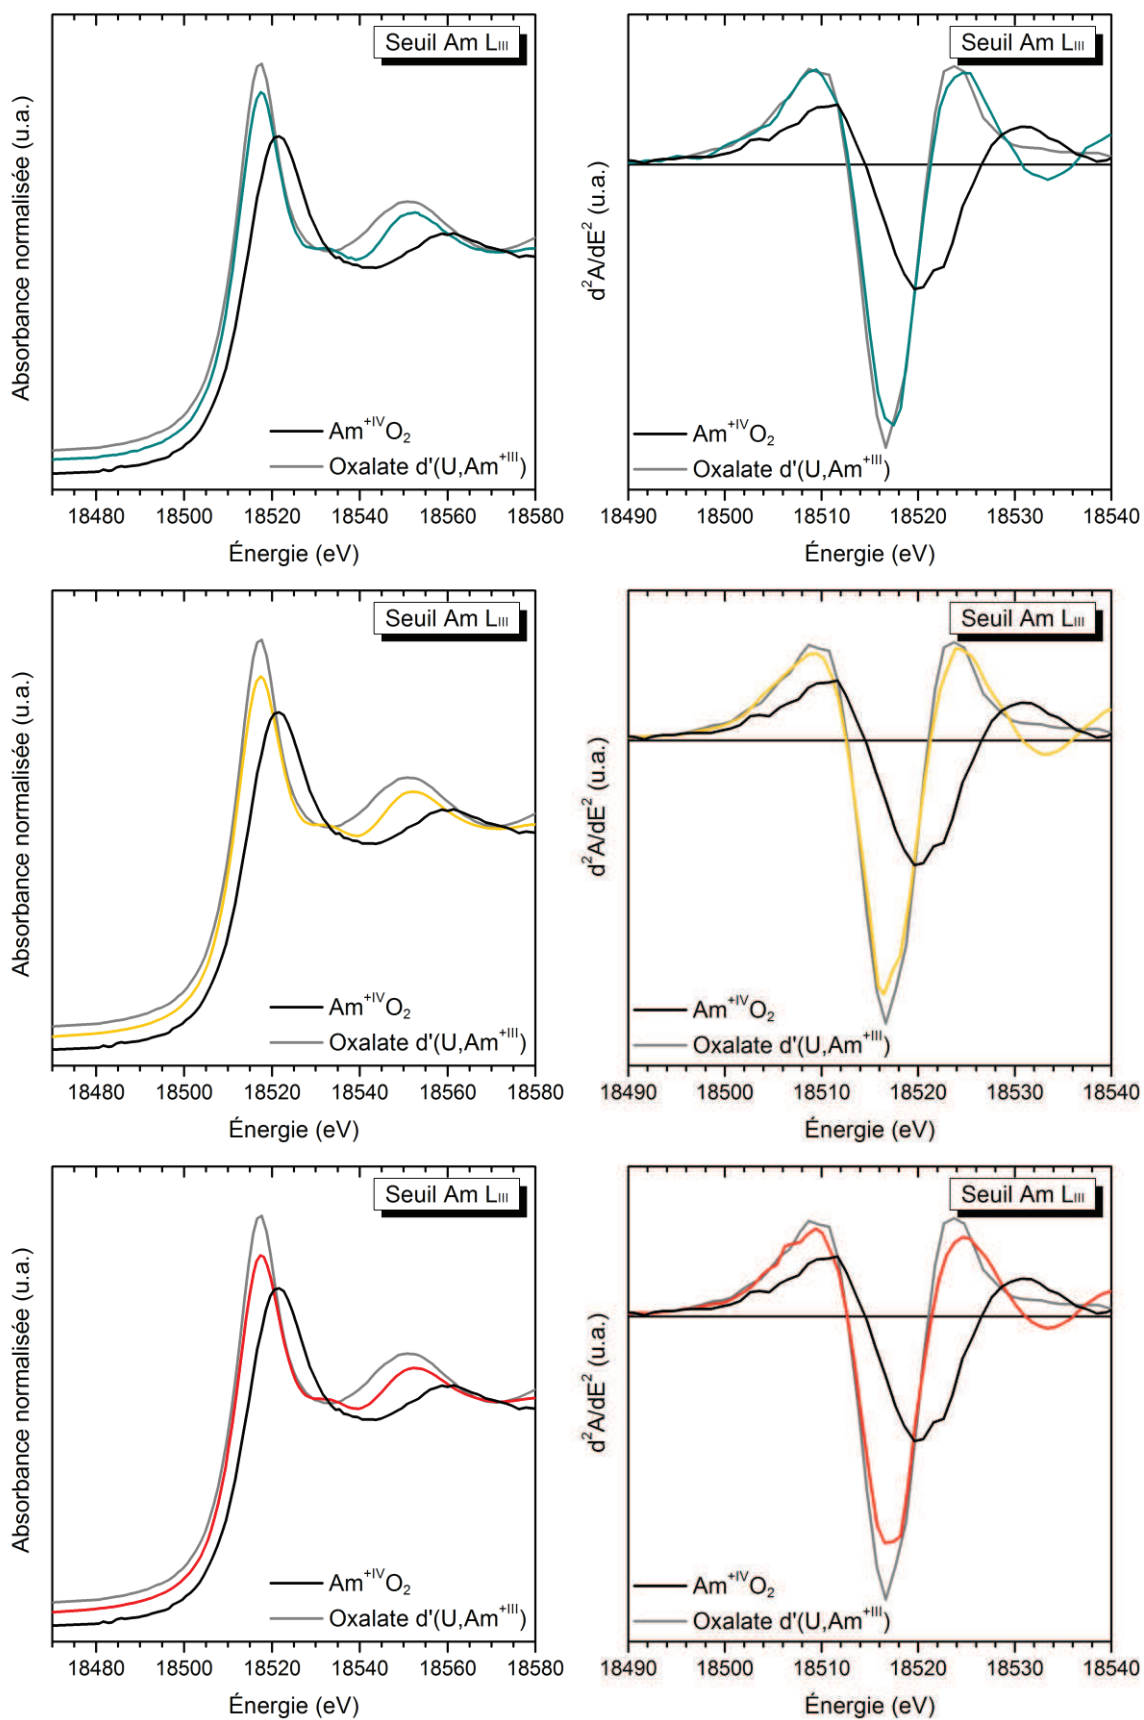 Seuil Am LIII
Absorbance normalisée (u.a.)
Am+IVO2
Oxalate d'(U,Am+III)
18480 18500 18520 18540 18560 18580
Énergie (eV)
Seuil Am LIII
d2A/dE2 (u.a.)
Am+IVO2
Oxalate d'(U,Am+III)
18490 18500 18510 18520 18530 18540
Énergie (eV)
Seuil Am LIII
Absorbance normalisée (u.a.)
Am+IVO2
Oxalate d'(U,Am+III)
18480 18500 18520 18540 18560 18580
Énergie (eV)
Seuil Am LIII
d2A/dE2 (u.a.)
Am+IVO2
Oxalate d'(U,Am+III)
18490 18500 18510 18520 18530 18540
Énergie (eV)
Seuil Am LIII
Absorbance normalisée (u.a.)
Am+IVO2
Oxalate d'(U,Am+III)
18480 18500 18520 18540 18560 18580
Énergie (eV)
Seuil Am LIII
d2A/dE2 (u.a.)
Am+IVO2
Oxalate d'(U,Am+III)
18490 18500 18510 18520 18530 18540
Énergie (eV)